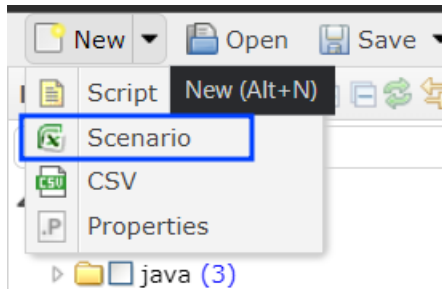 New Open Save
Script New (Alt+N)
Scenario
CSV
Properties
java (3)